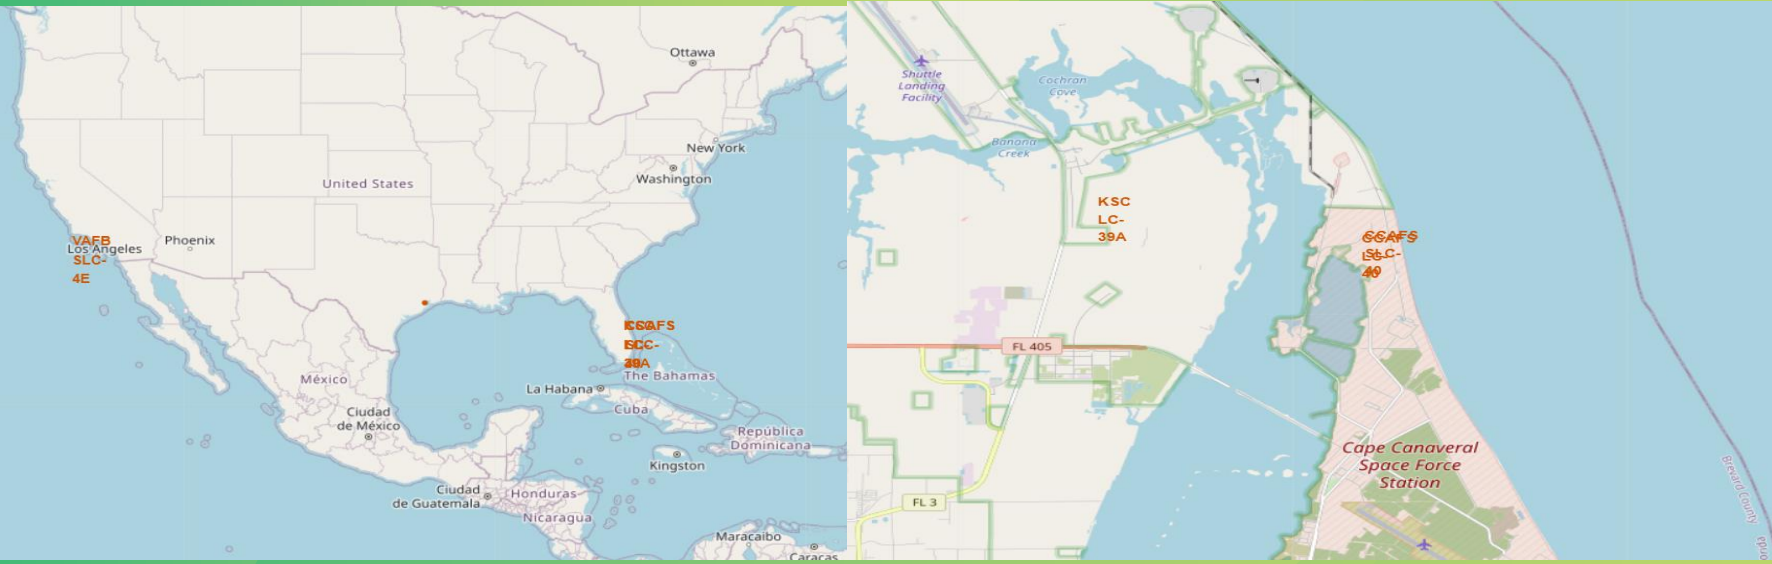 Ottawa
New York
Washington
United States
VAFB
SLC-
4E
Los Angeles
Phoenix
México
La Habana
The Bahamas
Cuba
Ciudad
de México
República
Dominicana
Kingston
Ciudad
de Guatemala
Honduras
Nicaragua
Maracaibo
Caracas
Shuttle
Landing
Facility
Cochran
Cove
Banana
Creek
KSC
LC-
39A
CCAFS
SLC-
40
FL 405
FL 3
Cape Canaveral
Space Force
Station
Brevard County